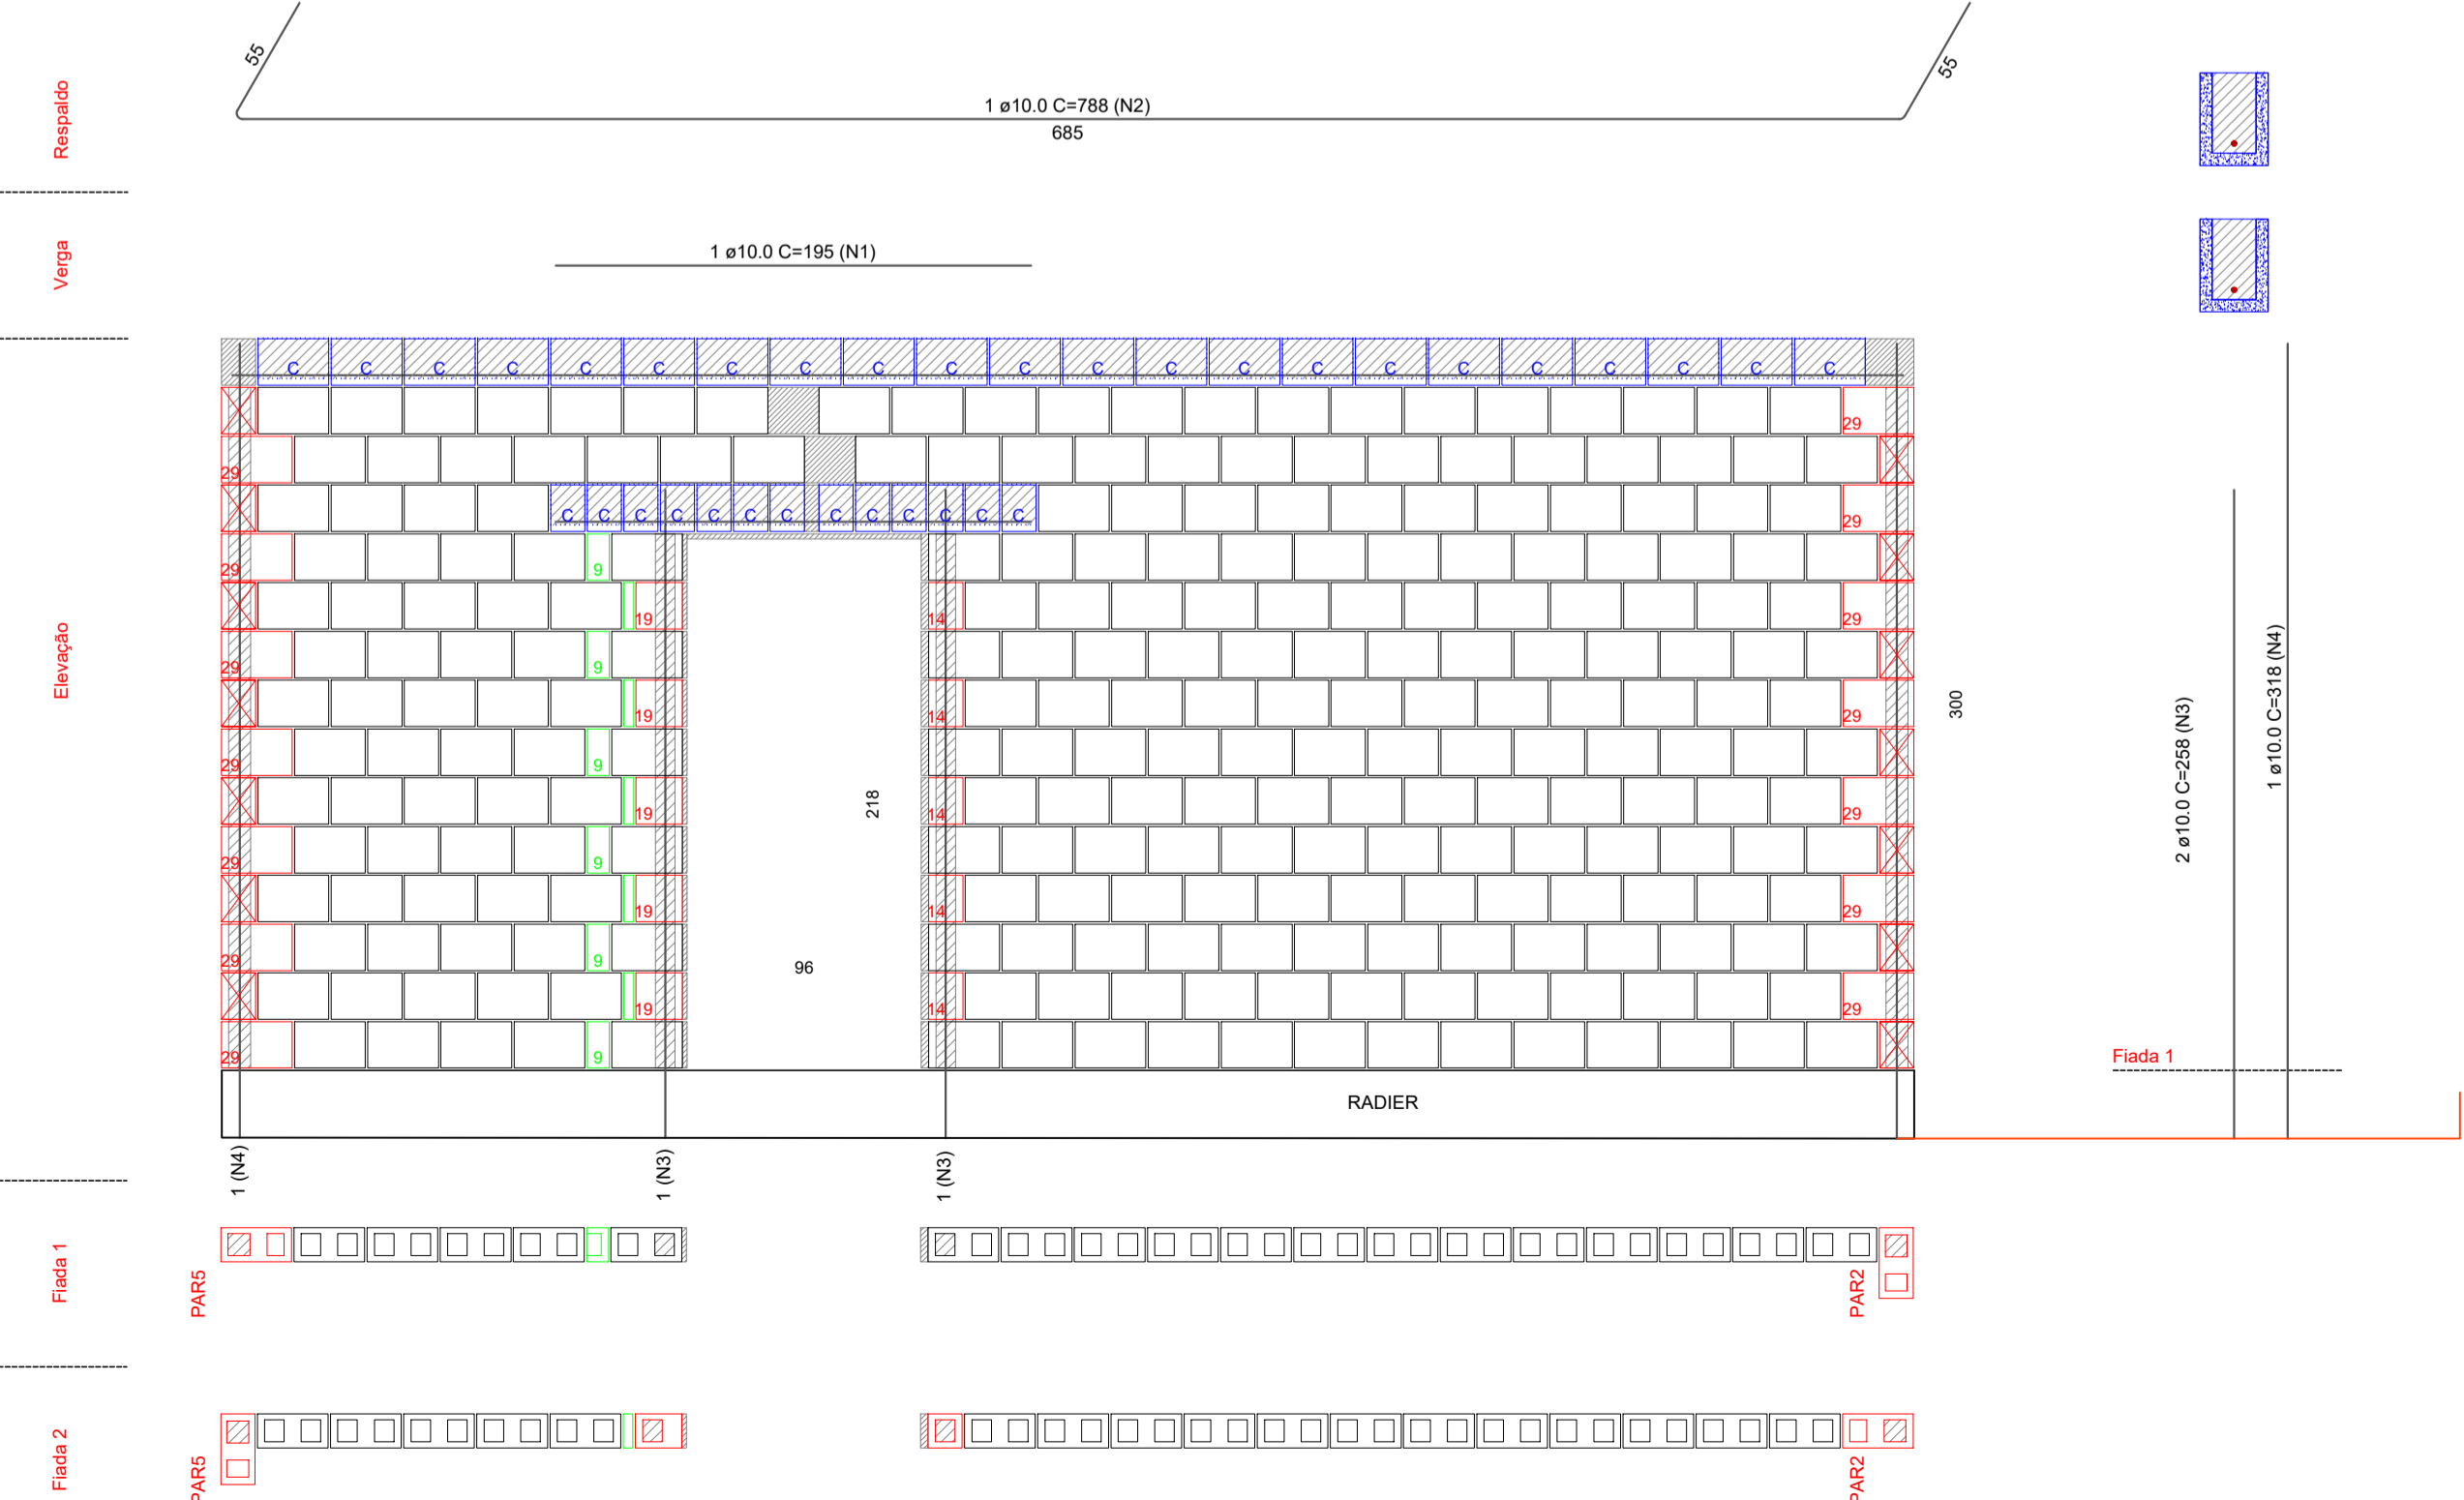 55
55
1 ø10.0 C=788 (N2)
685
Respaldo
1 ø10.0 C=195 (N1)
Verga
C C C C C C C C C C C C C C C C C C C C C C
29
29
C C C C C C C C C C C C C
29
29 9
19 14 29
29 9
19 14 29
29 9
19 14 29
29 9
19 14 29
29 9
19 14 29
29 9
Elevação
218
96
300
2 ø10.0 C=258 (N3)
1 ø10.0 C=318 (N4)
Fiada 1
RADIER
1 (N4)
1 (N3)
1 (N3)
Fiada 1
PAR5
PAR2
Fiada 2
PAR5
PAR2